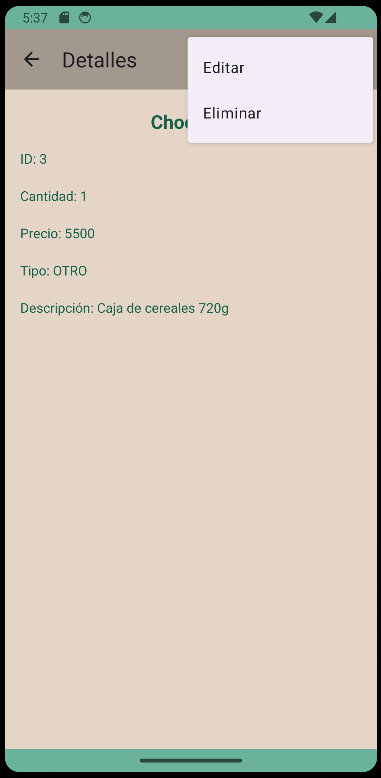 5:37
Detalles
Editar
Eliminar
ID: 3
Cantidad: 1
Precio: 5500
Tipo: OTRO
Descripción: Caja de cereales 720g